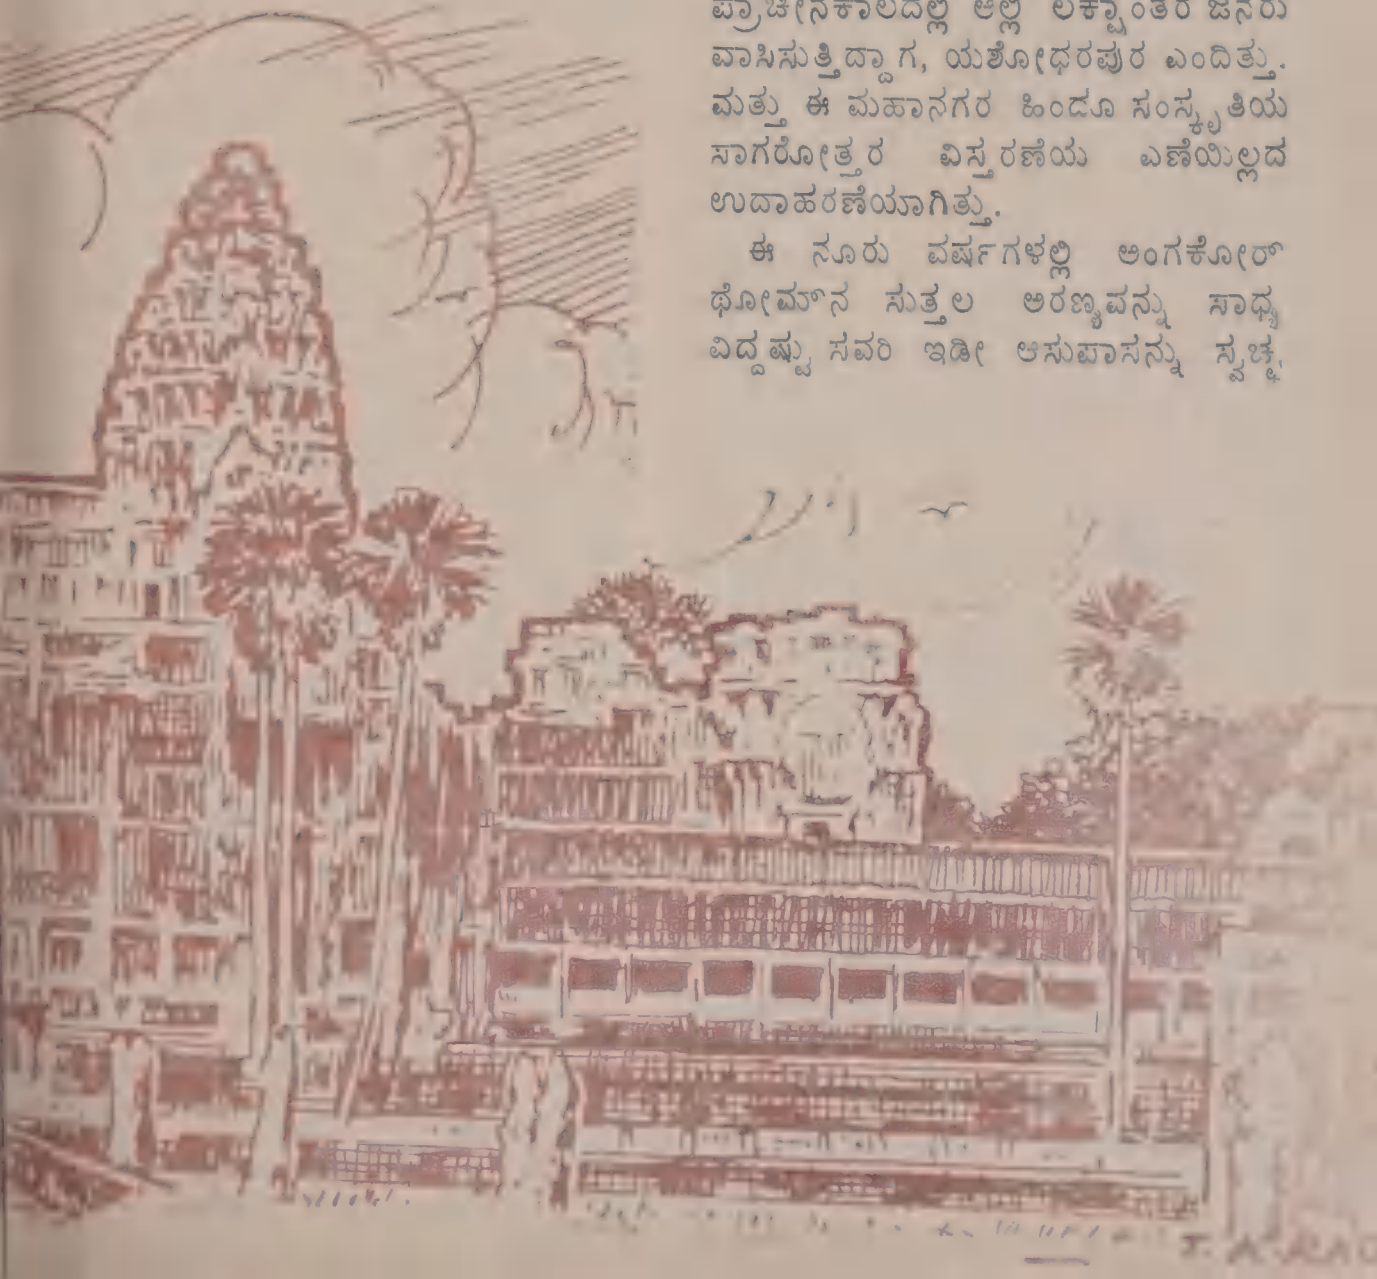 ಪ್ರಾಚೀನಕಾಲದಲ್ಲಿ ಅಲ್ಲಿ ಲಕ್ಷಾಂತರ ಜನರು
ವಾಸಿಸುತ್ತಿದ್ದಾಗ, ಯಶೋಧರಪುರ ಎಂದಿತ್ತು.
ಮತ್ತು ಈ ಮಹಾನಗರ ಹಿಂದೂ ಸಂಸ್ಕೃತಿಯ
ಸಾಗರೋತ್ತರ ವಿಸ್ತರಣೆಯ ಎಣೆಯಿಲ್ಲದ
ಉದಾಹರಣೆಯಾಗಿತ್ತು.
ಈ ನೂರು ವರ್ಷಗಳಲ್ಲಿ ಅಂಗಕೋರ್
ಥೋಮ್‌ನ ಸುತ್ತಲ ಅರಣ್ಯವನ್ನು ಸಾಧ್ಯ
ವಿದ್ದಷ್ಟು ಸವರಿ ಇಡೀ ಆಸುಪಾಸನ್ನು ಸ್ವಚ್ಛ